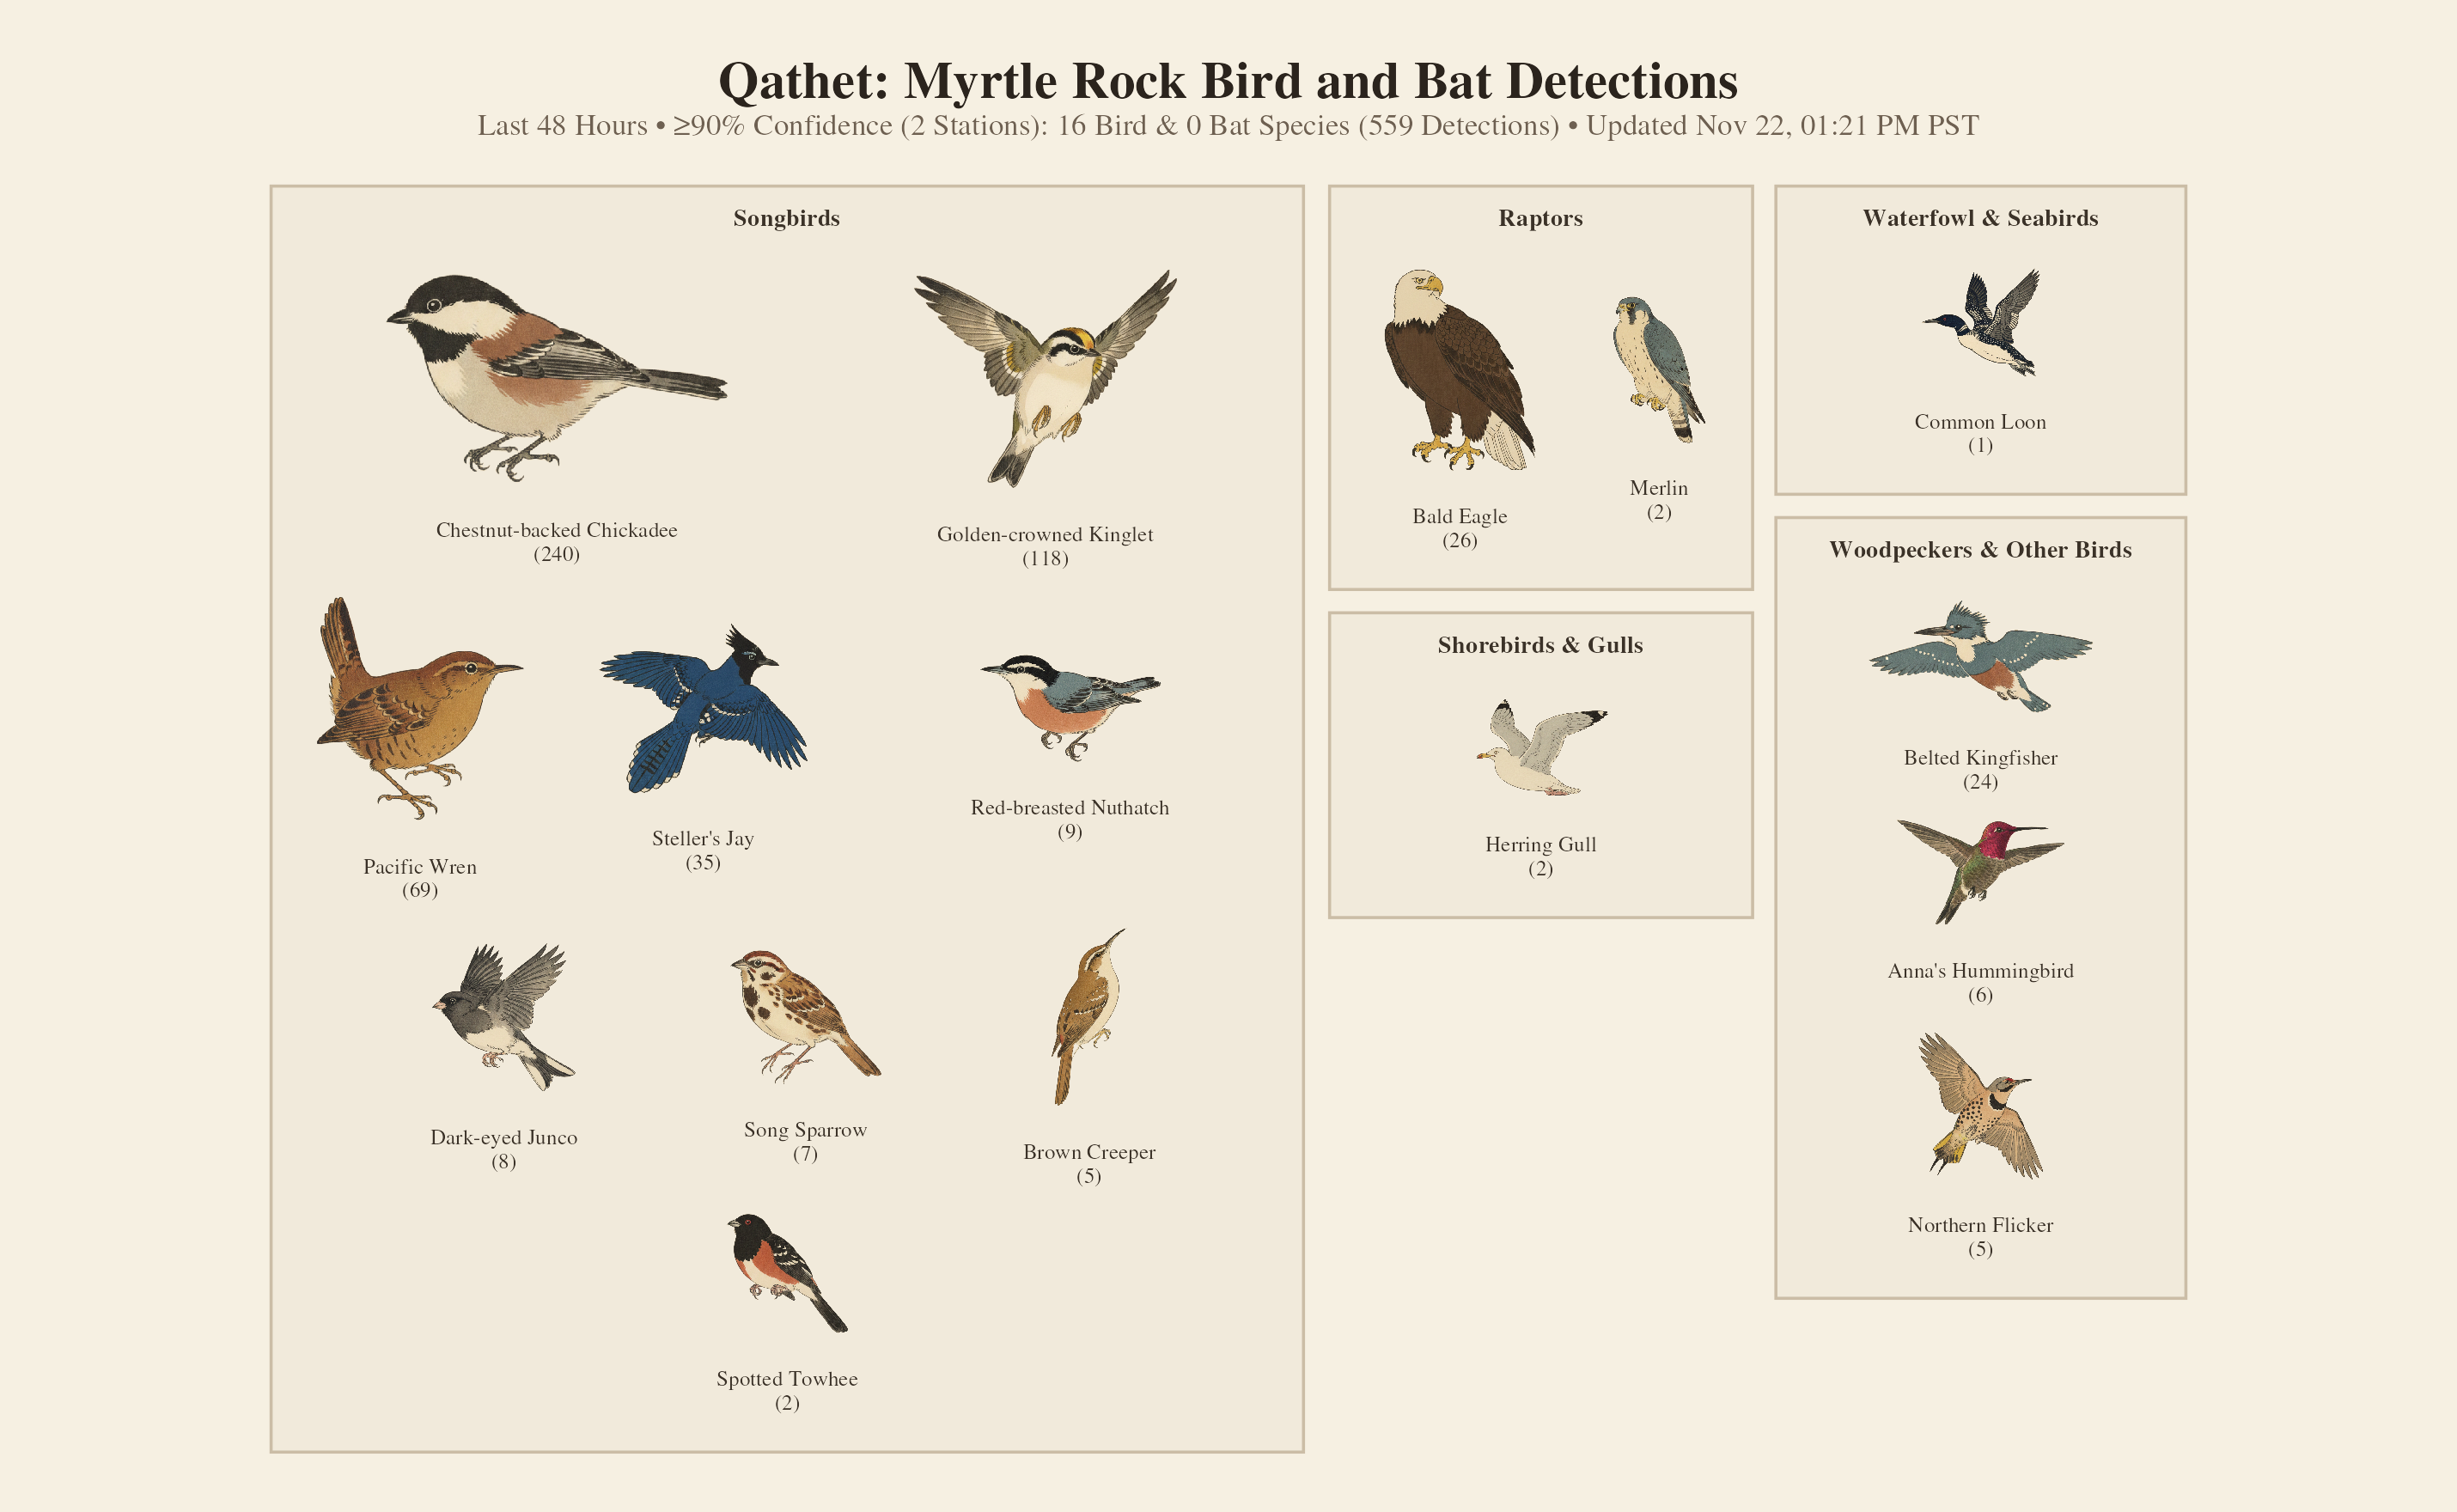 Qathet: Myrtle Rock Bird and Bat Detections
Last 48 Hours • ≥90% Confidence (2 Stations): 16 Bird & 0 Bat Species (559 Detections) • Updated Nov 22, 01:21 PM PST
Songbirds
Chestnut-backed Chickadee
(240)
Golden-crowned Kinglet
(118)
Pacific Wren
(69)
Steller's Jay
(35)
Red-breasted Nuthatch
(9)
Dark-eyed Junco
(8)
Song Sparrow
(7)
Brown Creeper
(5)
Spotted Towhee
(2)
Raptors
Bald Eagle
(26)
Merlin
(2)
Shorebirds & Gulls
Herring Gull
(2)
Waterfowl & Seabirds
Common Loon
(1)
Woodpeckers & Other Birds
Belted Kingfisher
(24)
Anna's Hummingbird
(6)
Northern Flicker
(5)